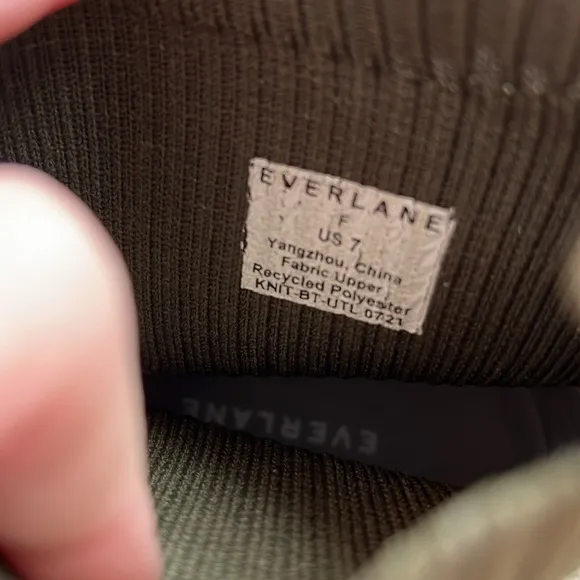 EVERLANE
F
US 7
Yangzhou, China
Fabric Upper
Recycled Polyester
KNIT-BT-UTL 0721
EVERLANE